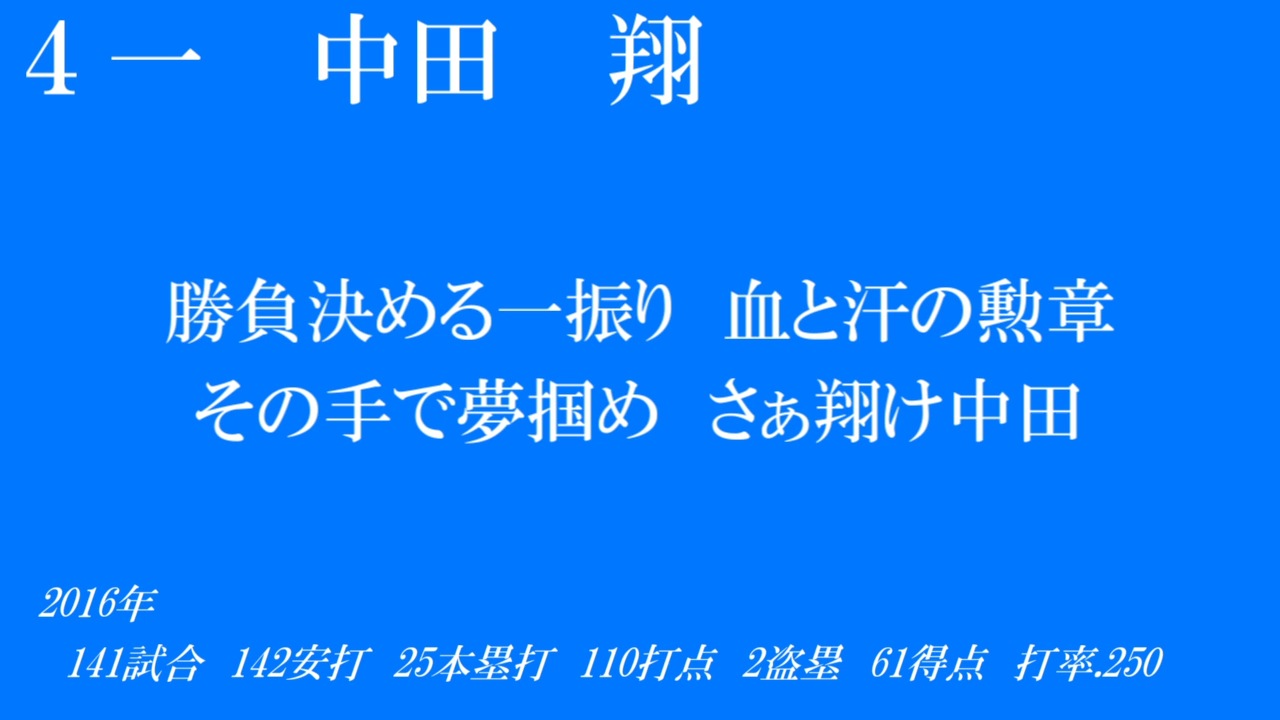 4 一　中田　翔
勝負決める一振り　血と汗の勲章
その手で夢掴め　さぁ翔け中田
2016年
141試合　142安打　25本塁打　110打点　2盗塁　61得点　打率.250